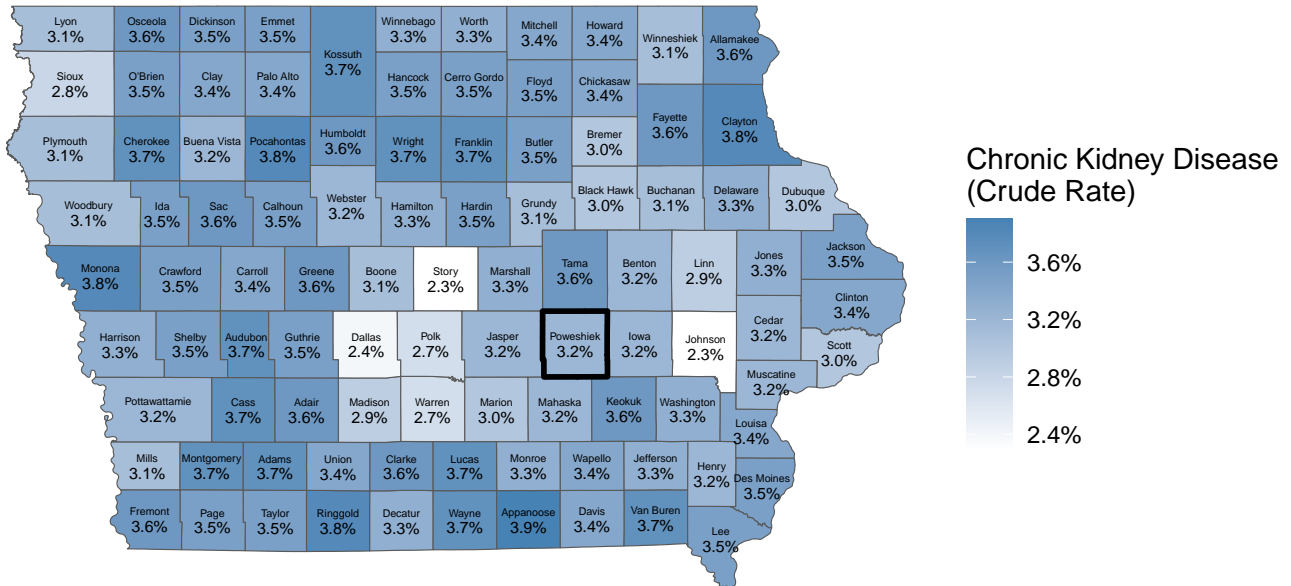 Lyon
3.1%
Osceola
3.6%
Dickinson
3.5%
Emmet
3.5%
Kossuth
3.7%
Winnebago
3.3%
Worth
3.3%
Mitchell
3.4%
Howard
3.4%
Winneshiek
3.1%
Allamakee
3.6%
Sioux
2.8%
O'Brien
3.5%
Clay
3.4%
Palo Alto
3.4%
Hancock
3.5%
Cerro Gordo
3.5%
Floyd
3.5%
Chickasaw
3.4%
Fayette
3.6%
Clayton
3.8%
Plymouth
3.1%
Cherokee
3.7%
Buena Vista
3.2%
Pocahontas
3.8%
Humboldt
3.6%
Wright
3.7%
Franklin
3.7%
Butler
3.5%
Bremer
3.0%
Woodbury
3.1%
Ida
3.5%
Sac
3.6%
Calhoun
3.5%
Webster
3.2%
Hamilton
3.3%
Hardin
3.5%
Grundy
3.1%
Black Hawk
3.0%
Buchanan
3.1%
Delaware
3.3%
Dubuque
3.0%
Monona
3.8%
Crawford
3.5%
Carroll
3.4%
Greene
3.6%
Boone
3.1%
Story
2.3%
Marshall
3.3%
Tama
3.6%
Benton
3.2%
Linn
2.9%
Jones
3.3%
Jackson
3.5%
Clinton
3.4%
Harrison
3.3%
Shelby
3.5%
Audubon
3.7%
Guthrie
3.5%
Dallas
2.4%
Polk
2.7%
Jasper
3.2%
Poweshiek
3.2%
Iowa
3.2%
Johnson
2.3%
Cedar
3.2%
Scott
3.0%
Muscatine
3.2%
Pottawattamie
3.2%
Cass
3.7%
Adair
3.6%
Madison
2.9%
Warren
2.7%
Marion
3.0%
Mahaska
3.2%
Keokuk
3.6%
Washington
3.3%
Louisa
3.4%
Mills
3.1%
Montgomery
3.7%
Adams
3.7%
Union
3.4%
Clarke
3.6%
Lucas
3.7%
Monroe
3.3%
Wapello
3.4%
Jefferson
3.3%
Henry
3.2%
Des Moines
3.5%
Fremont
3.6%
Page
3.5%
Taylor
3.5%
Ringgold
3.8%
Decatur
3.3%
Wayne
3.7%
Appanoose
3.9%
Davis
3.4%
Van Buren
3.7%
Lee
3.5%
Chronic Kidney Disease
(Crude Rate)
3.6%
3.2%
2.8%
2.4%